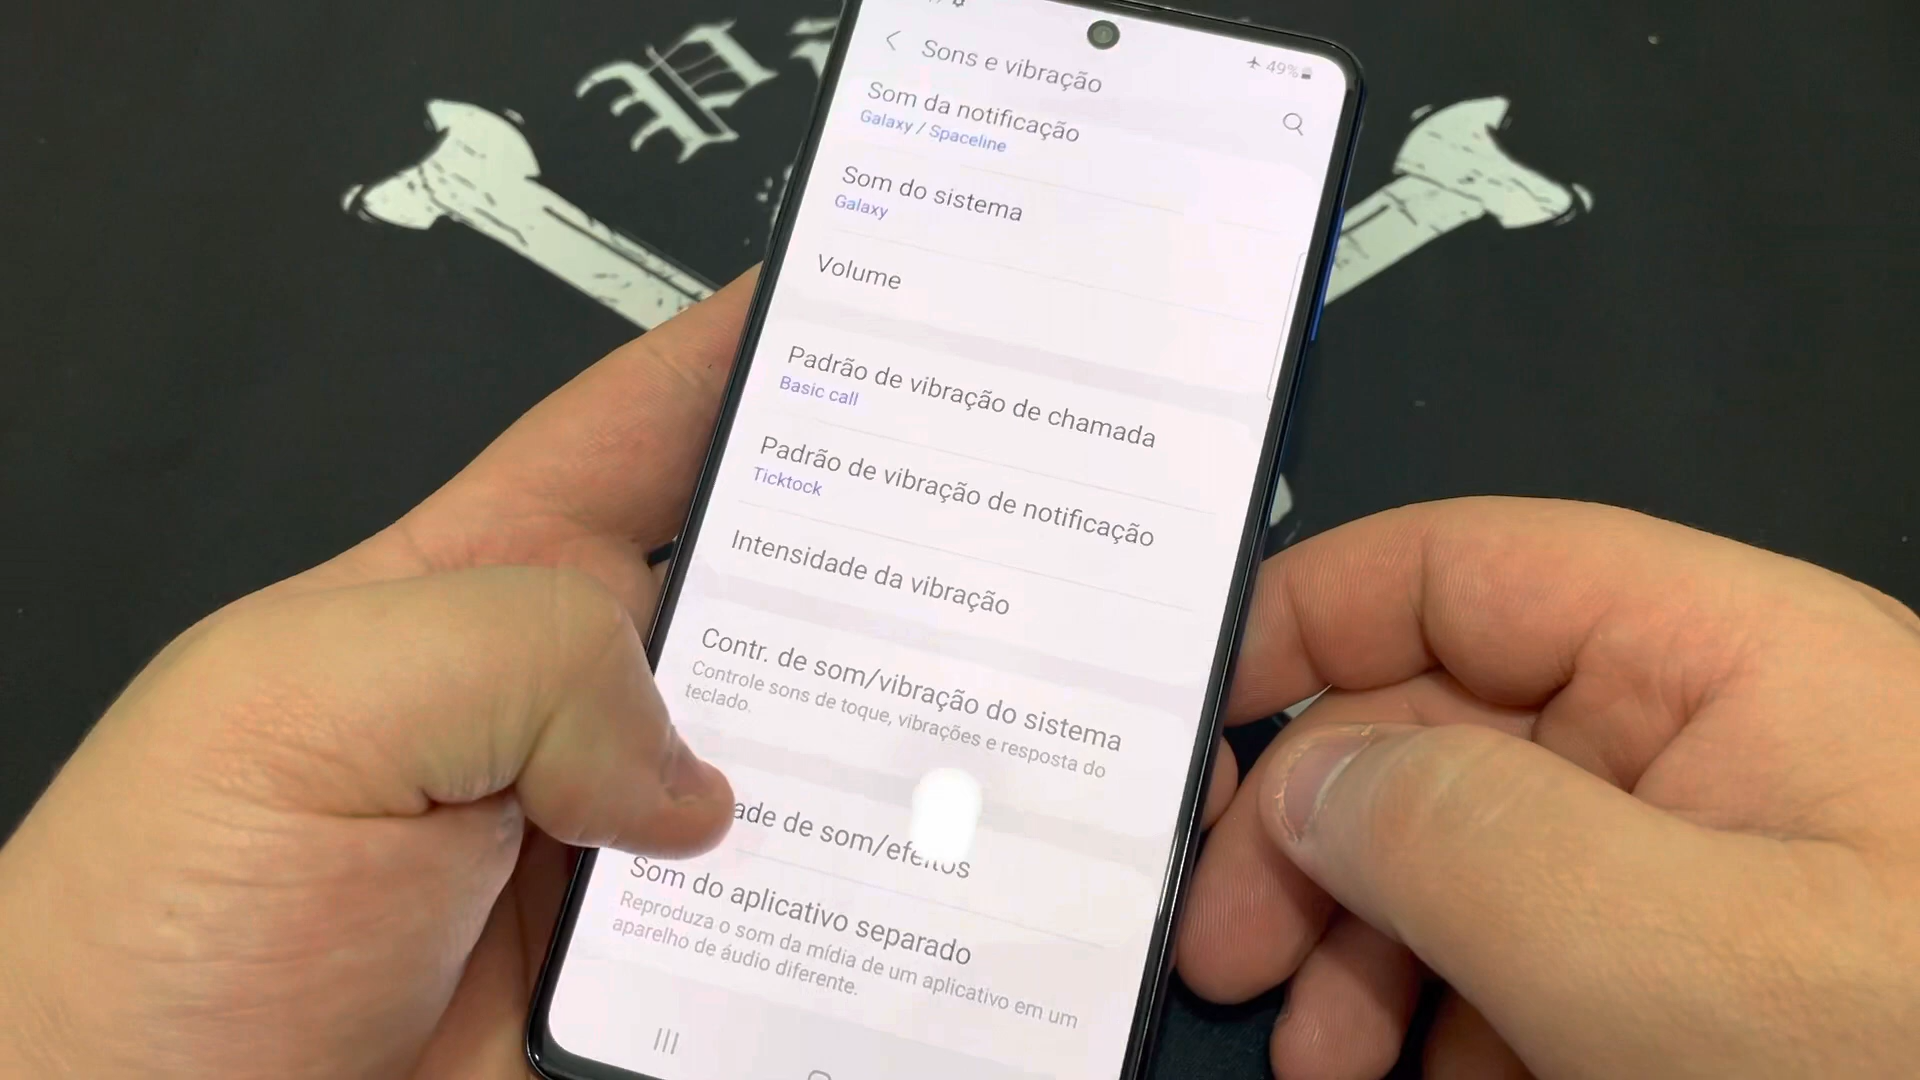 49%
Sons e vibração
Som da notificação
Galaxy / Spaceline
Som do sistema
Galaxy
Volume
Padrão de vibração de chamada
Basic call
Padrão de vibração de notificação
Ticktock
Intensidade da vibração
Contr. de som/vibração do sistema
Controle sons de toque, vibrações e resposta do
teclado.
ade de som/efeitos
Som do aplicativo separado
Reproduza o som da mídia de um aplicativo em um
aparelho de áudio diferente.